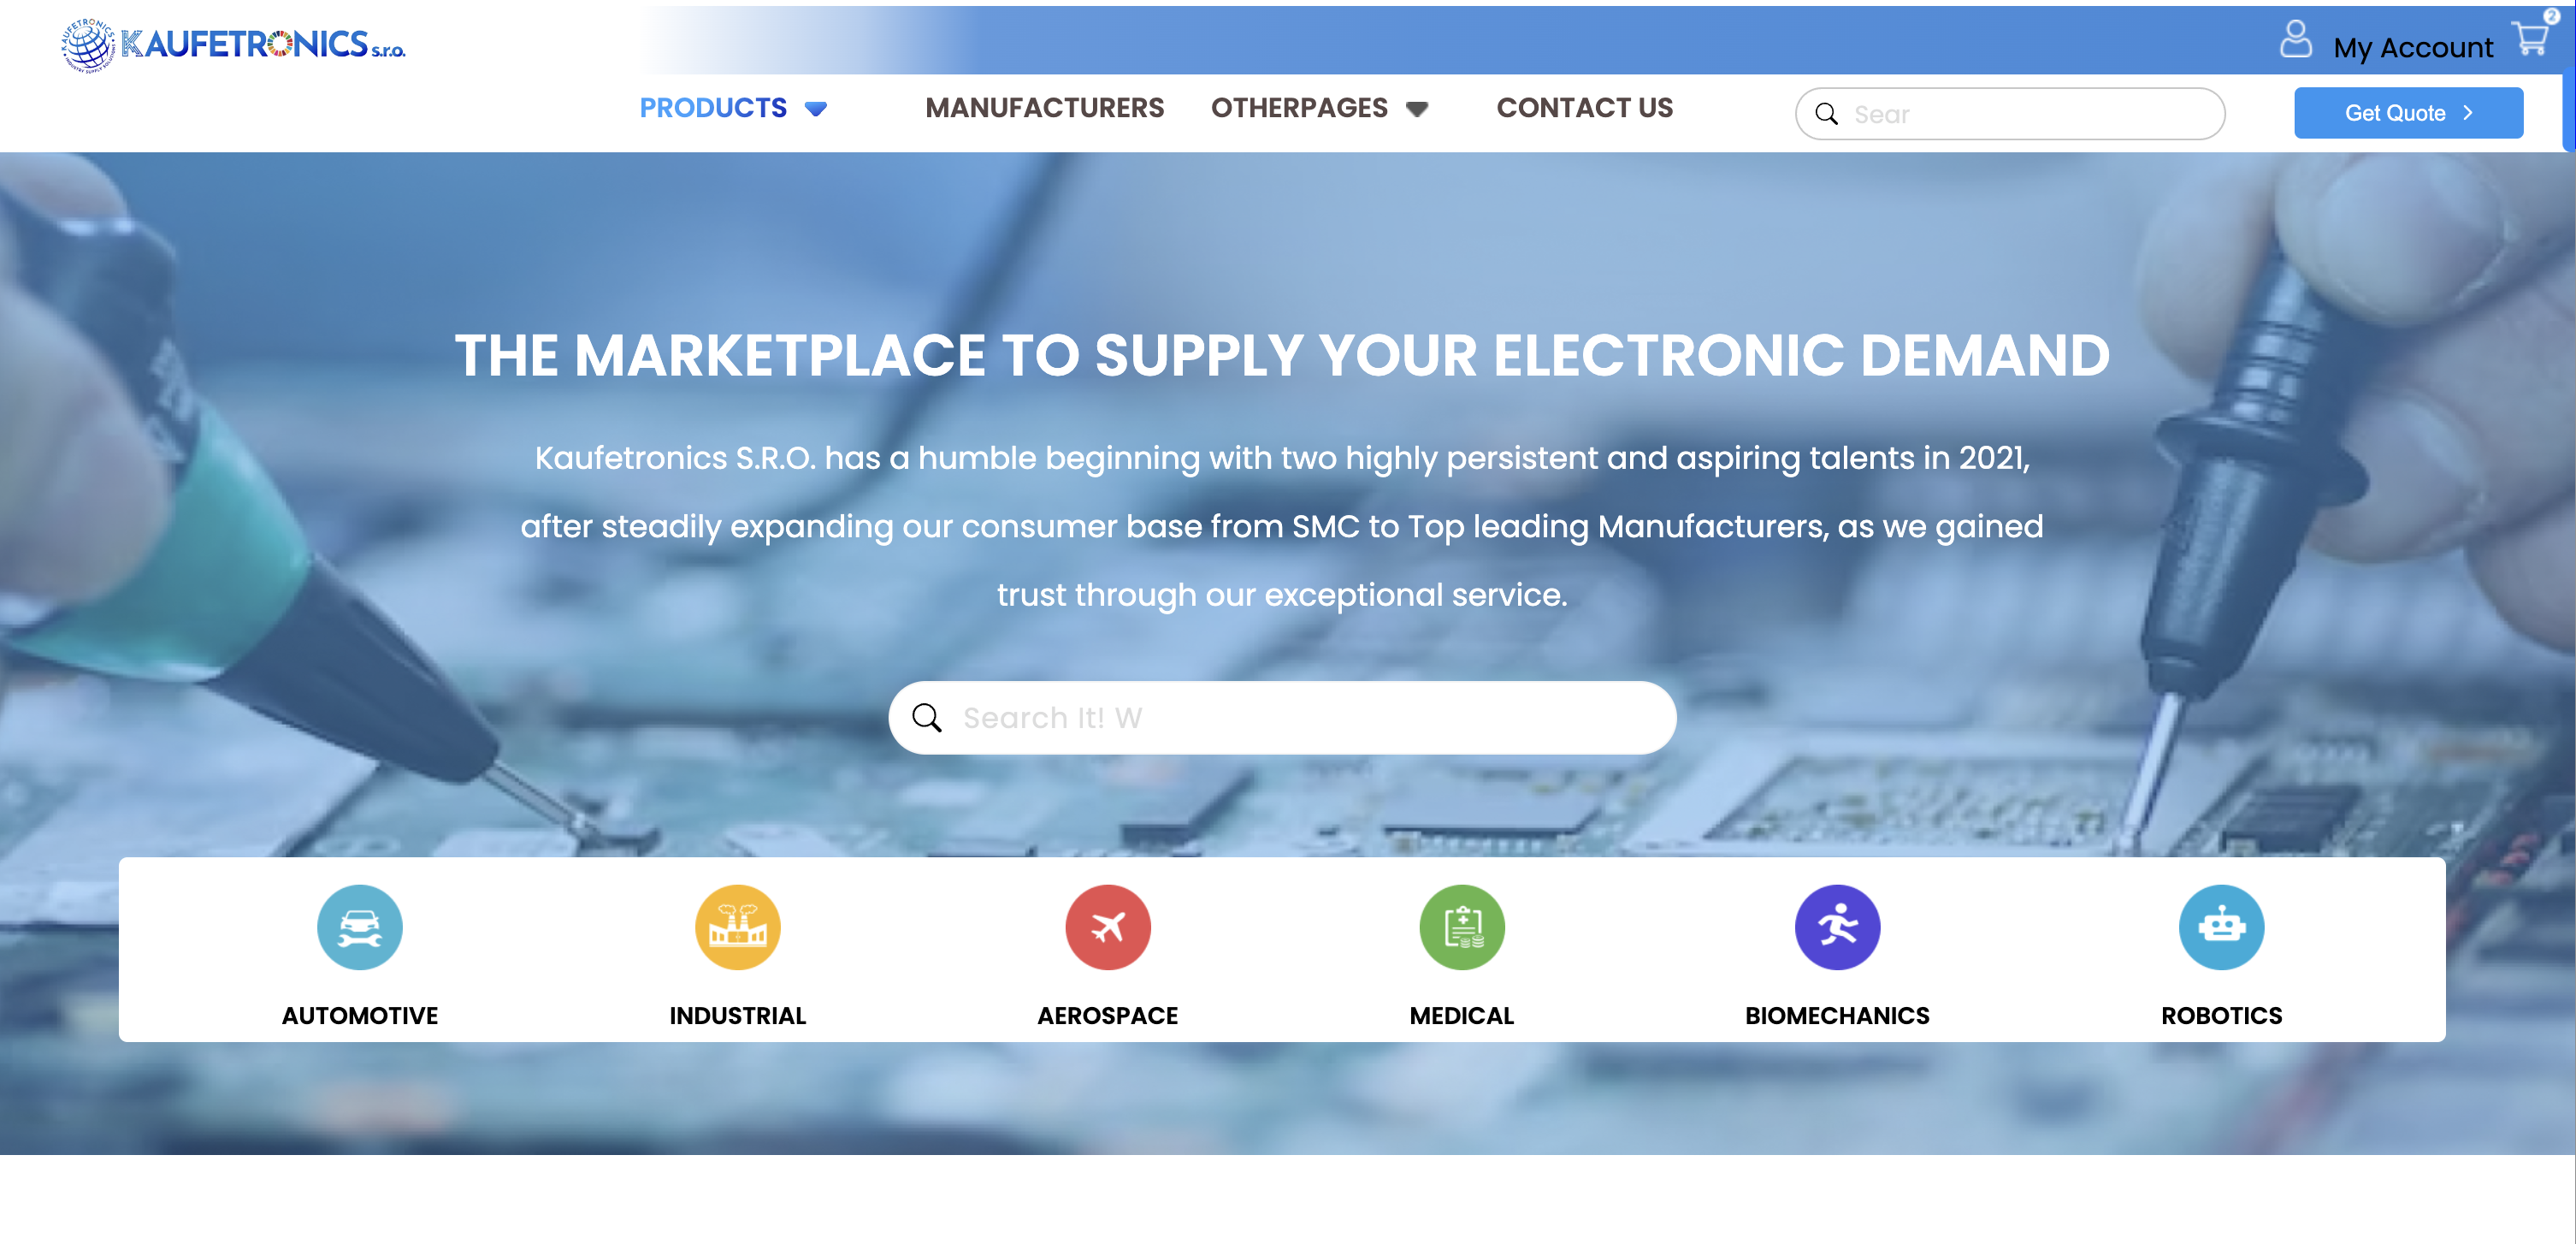 KAUFETRONICS s.r.o.
My Account
2
PRODUCTS
MANUFACTURERS
OTHERPAGES
CONTACT US
Sear
Get Quote
THE MARKETPLACE TO SUPPLY YOUR ELECTRONIC DEMAND
Kaufetronics S.R.O. has a humble beginning with two highly persistent and aspiring talents in 2021,
after steadily expanding our consumer base from SMC to Top leading Manufacturers, as we gained
trust through our exceptional service.
Search It! W
AUTOMOTIVE
INDUSTRIAL
AEROSPACE
MEDICAL
BIOMECHANICS
ROBOTICS